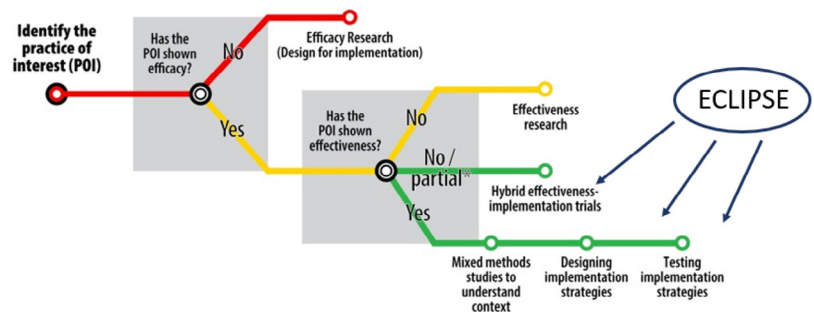 Identify the
practice of
interest (POI)
Has the
POI shown
efficacy?
No
Yes
Efficacy Research
(Design for implementation)
Has the
POI shown
effectiveness?
No
No /
partial*
Yes
Effectiveness
research
Hybrid effectiveness-
implementation trials
Mixed methods
studies to
understand
context
Designing
implementation
strategies
Testing
implementation
strategies
ECLIPSE